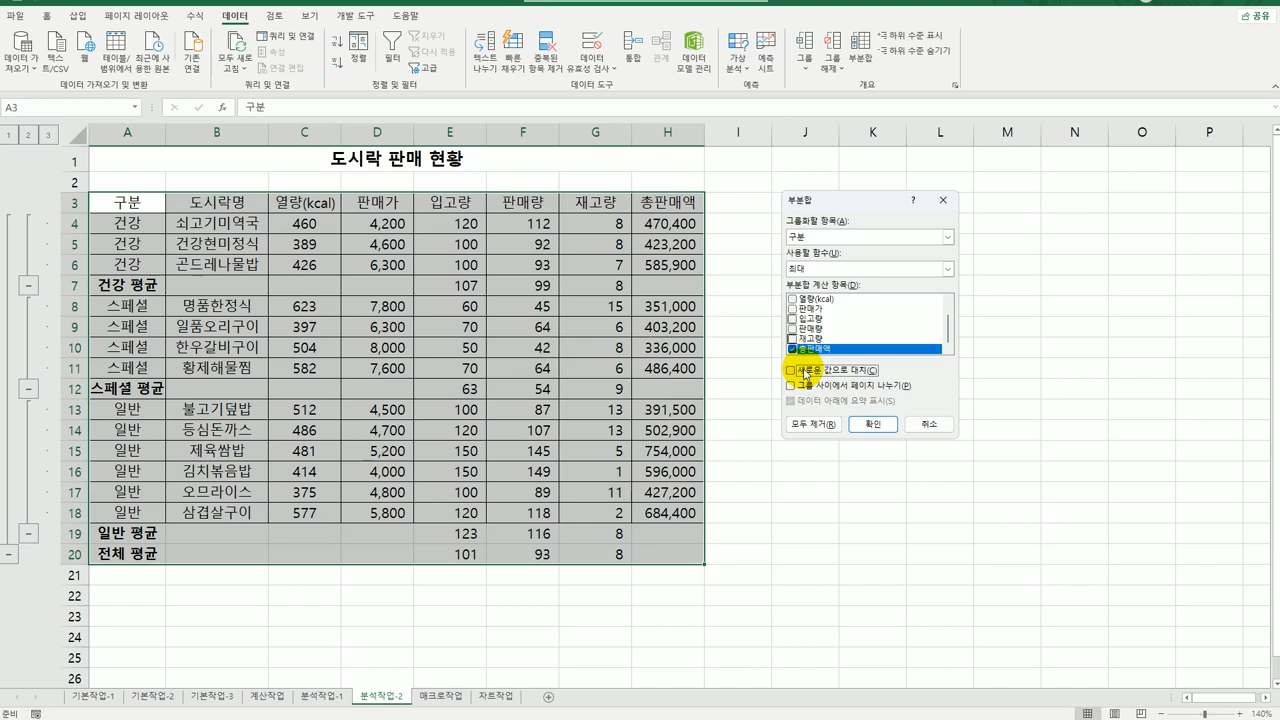 파일 홈 삽입 페이지 레이아웃 수식 데이터 검토 보기 개발 도구 도움말 공유
데이터 가져오기
텍스트/CSV
웹
테이블/범위에서
최근에 사용한 원본
기존 연결
모두 새로 고침
쿼리 및 연결
속성
연결 편집
정렬
필터
지우기
다시 적용
고급
텍스트 나누기
빠른 채우기
중복된 항목 제거
데이터 유효성 검사
통합
관계
데이터 모델 관리
가상 분석
예측 시트
그룹
그룹 해제
부분합
하위 수준 표시
하위 수준 숨기기
데이터 가져오기 및 변환 쿼리 및 연결 정렬 및 필터 데이터 도구 예측 개요
A3 fx 구분
1 2 3 A B C D E F G H I J K L M N O P
1 도시락 판매 현황
2
3 구분 도시락명 열량(kcal) 판매가 입고량 판매량 재고량 총판매액
4 건강 쇠고기미역국 460 4,200 120 112 8 470,400
5 건강 건강현미정식 389 4,600 100 92 8 423,200
6 건강 곤드레나물밥 426 6,300 100 93 7 585,900
7 건강 평균 107 99 8
8 스페셜 명품한정식 623 7,800 60 45 15 351,000
9 스페셜 일품오리구이 397 6,300 70 64 6 403,200
10 스페셜 한우갈비구이 504 8,000 50 42 8 336,000
11 스페셜 황제해물찜 582 7,600 70 64 6 486,400
12 스페셜 평균 63 54 9
13 일반 불고기덮밥 512 4,500 100 87 13 391,500
14 일반 등심돈까스 486 4,700 120 107 13 502,900
15 일반 제육쌈밥 481 5,200 150 145 5 754,000
16 일반 김치볶음밥 414 4,000 150 149 1 596,000
17 일반 오므라이스 375 4,800 100 89 11 427,200
18 일반 삼겹살구이 577 5,800 120 118 2 684,400
19 일반 평균 123 116 8
20 전체 평균 101 93 8
21
22
23
24
25
26
부분합 ?
그룹화할 항목(A):
구분
사용할 함수(U):
최대
부분합 계산 항목(D):
열량(kcal)
판매가
입고량
판매량
재고량
총판매액
새로운 값으로 대치(C)
그룹 사이에서 페이지 나누기(P)
데이터 아래에 요약 표시(S)
모두 제거(R) 확인 취소
기본작업-1 기본작업-2 기본작업-3 계산작업 분석작업-1 분석작업-2 매크로작업 차트작업
준비 140%